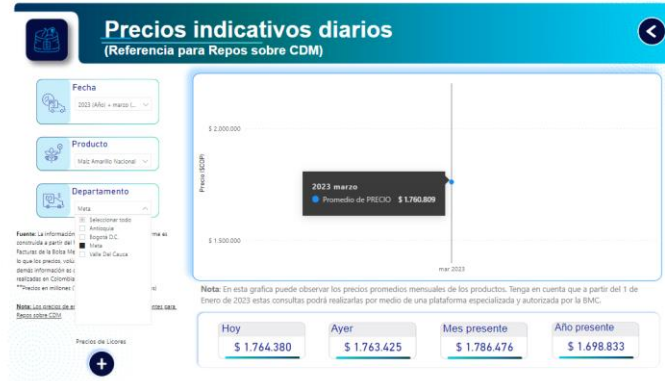 Precios indicativos diarios
(Referencia para Repos sobre CDM)
Fecha
2023 (Año) + marzo (...
Producto
Maíz Amarillo Nacional
Departamento
Meta
Seleccionar todo
Antioquia
Bogotá D.C.
Meta
Valle Del Cauca
Fuente: La información
construida a partir del
Facturas de la Bolsa Me
lo que los precios, volu
demás información es
realizadas en Colombia
**Precios en millones (
Nota: Los precios de
Repos sobre CDM
Precios de Licores
$ 2.000.000
Precio ($COP)
2023 marzo
Promedio de PRECIO $ 1.760.809
$ 1.500.000
mar 2023
Nota: En esta grafica puede observar los precios promedios mensuales de los productos. Tenga en cuenta que a partir del 1 de
Enero de 2023 estas consultas podrá realizarlas por medio de una plataforma especializada y autorizada por la BMC.
Hoy
$ 1.764.380
Ayer
$ 1.763.425
Mes presente
$ 1.786.476
Año presente
$ 1.698.833